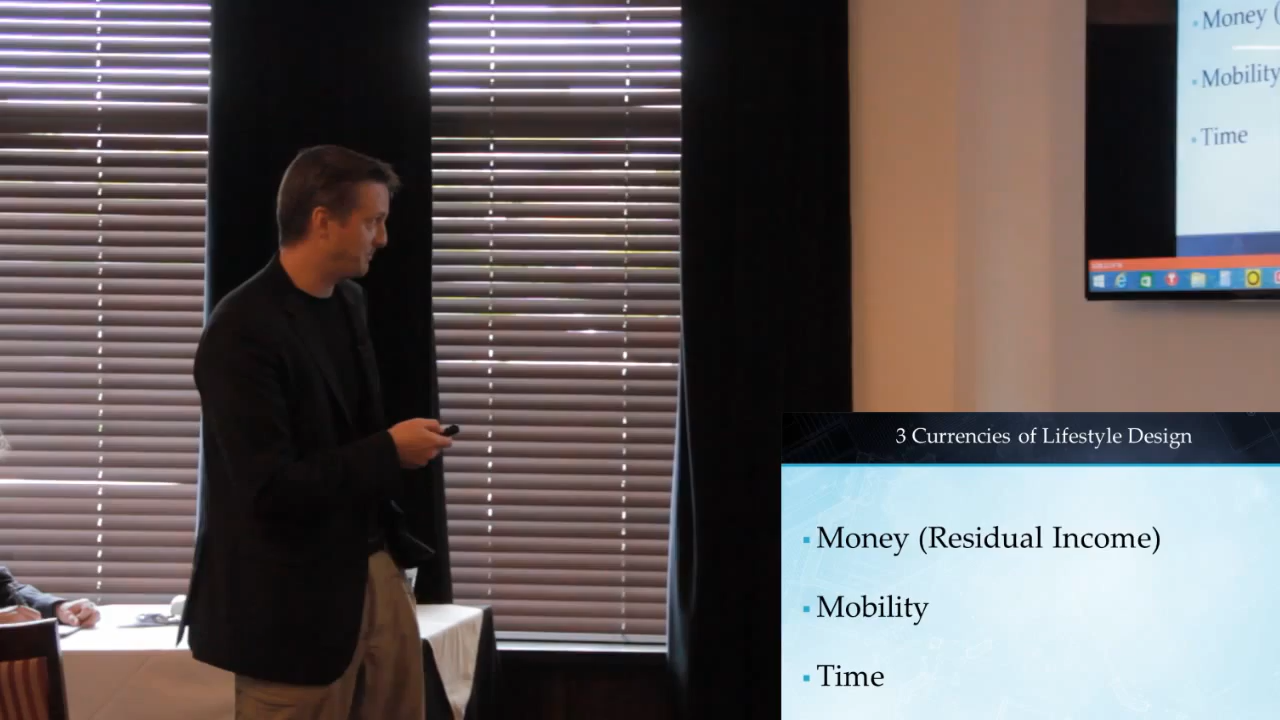 Money (
Mobility
Time
3 Currencies of Lifestyle Design
▪ Money (Residual Income)
▪ Mobility
▪ Time